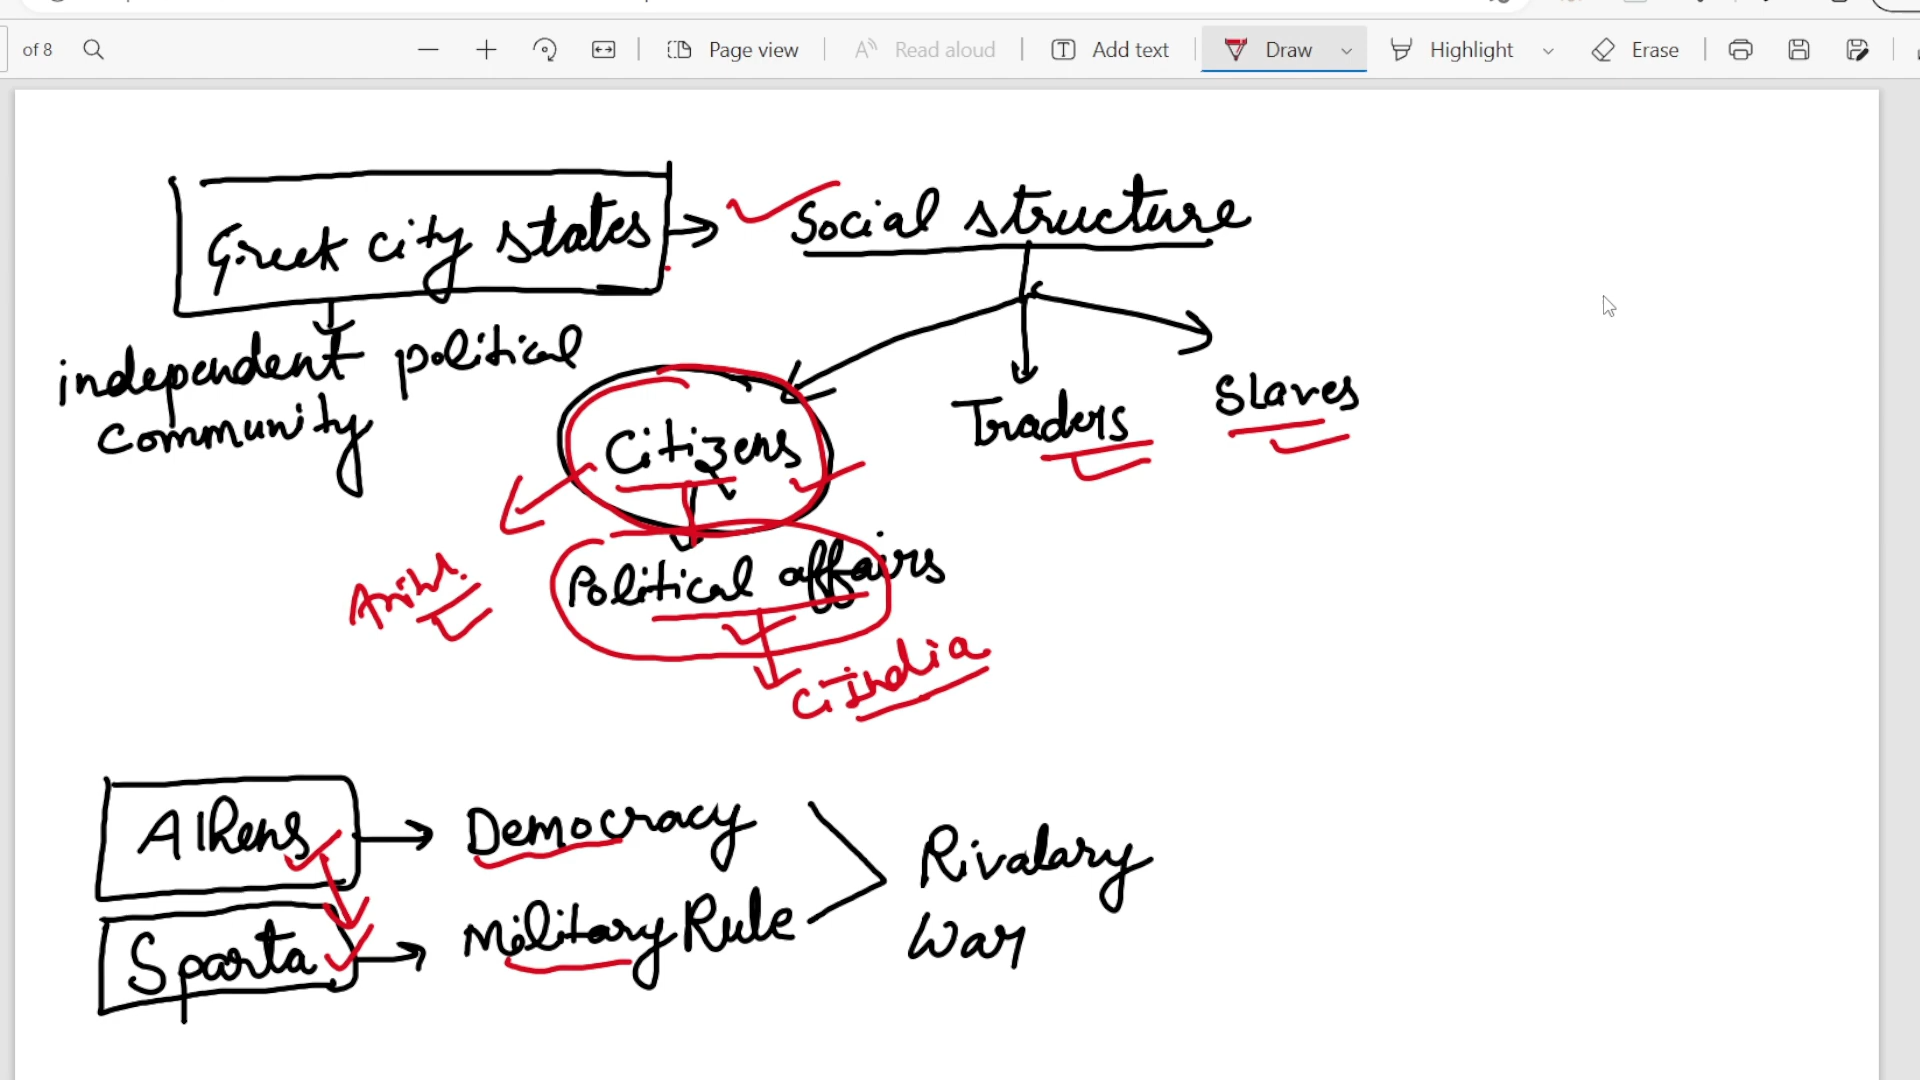 of 8
Page view
Read aloud
Add text
Draw
Highlight
Erase
Greek city states
Social structure
independent political
community
Citizens
Traders
Slaves
Political affairs
India
Athens
Democracy
Rivalary
Sparta
Military Rule
War